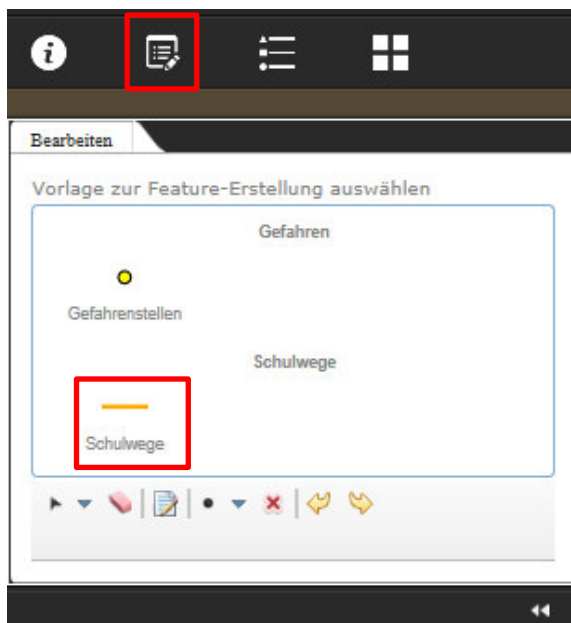 Bearbeiten
Vorlage zur Feature-Erstellung auswählen
Gefahren
Gefahrenstellen
Schulwege
Schulwege